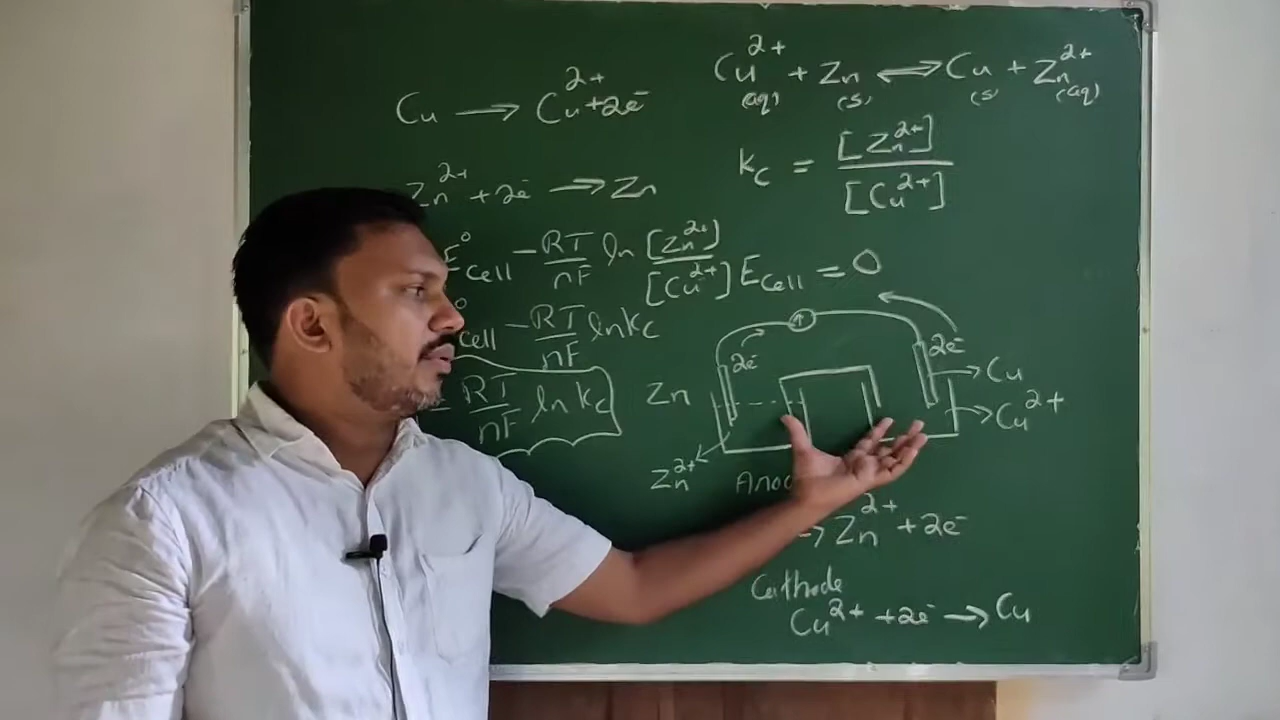 Cu²⁺(aq) + Zn(s) ⇌ Cu(s) + Zn²⁺(aq)
Cu → Cu²⁺ + 2e⁻
kc = [Zn²⁺] / [Cu²⁺]
Zn²⁺ + 2e⁻ → Zn
E°Cell - RT/nF ln [Zn²⁺] / [Cu²⁺]
ECell = 0
Cell - RT/nF ln kc
2e⁻
2e⁻
Cu
Zn
Cu²⁺
RT/nF ln kc
Zn²⁺
→ Zn²⁺ + 2e⁻
Cathode
Cu²⁺ + 2e⁻ → Cu